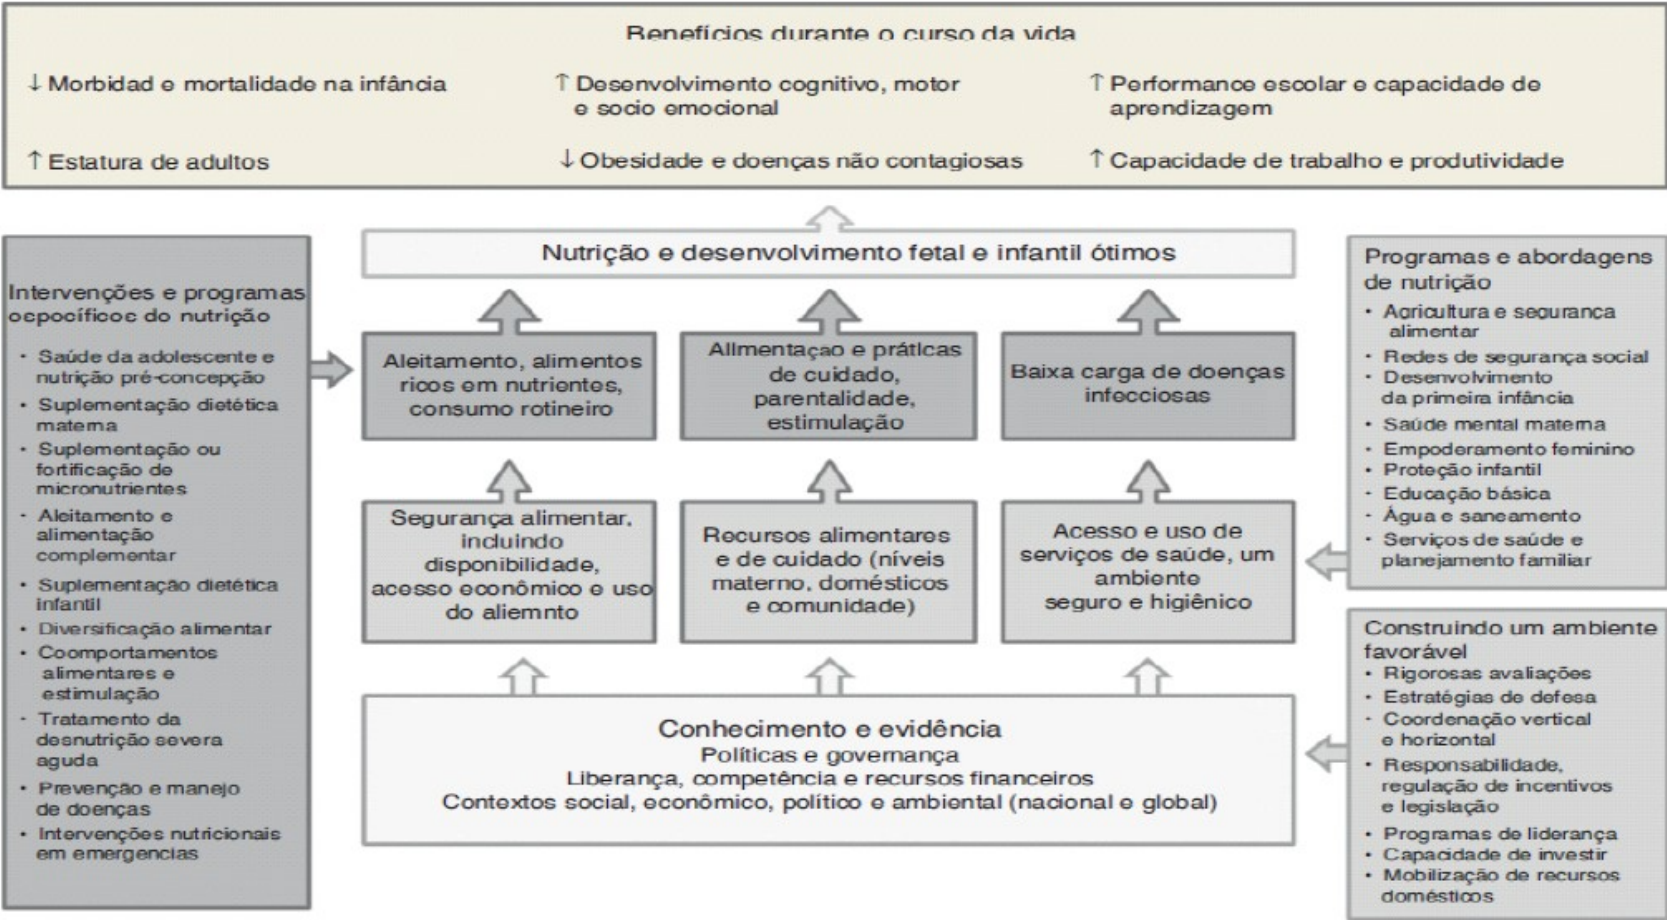 Benefícios durante o curso da vida
↓ Morbidad e mortalidade na infância
↑ Desenvolvimento cognitivo, motor
e socio emocional
↑ Performance escolar e capacidade de
aprendizagem
↑ Estatura de adultos
↓ Obesidade e doenças não contagiosas
↑ Capacidade de trabalho e produtividade
Intervenções e programas
específicos de nutrição
· Saúde da adolescente e
nutrição pré-concepção
· Suplementação dietética
materna
· Suplementação ou
fortificação de
micronutrientes
· Aleitamento e
alimentação
complementar
· Suplementação dietética
infantil
· Diversificação alimentar
· Coomportamentos
alimentares e
estimulação
· Tratamento da
desnutrição severa
aguda
· Prevenção e manejo
de doenças
· Intervenções nutricionais
em emergencias
Nutrição e desenvolvimento fetal e infantil ótimos
Aleitamento, alimentos
ricos em nutrientes,
consumo rotineiro
Alimentação e práticas
de cuidado,
parentalidade,
estimulação
Baixa carga de doenças
infecciosas
Segurança alimentar,
incluindo
disponibilidade,
acesso econômico e uso
do aliemnto
Recursos alimentares
e de cuidado (níveis
materno, domésticos
e comunidade)
Acesso e uso de
serviços de saúde, um
ambiente
seguro e higiênico
Conhecimento e evidência
Políticas e governança
Liberança, competência e recursos financeiros
Contextos social, econômico, político e ambiental (nacional e global)
Programas e abordagens
de nutrição
· Agricultura e segurança
alimentar
· Redes de segurança social
· Desenvolvimento
da primeira infância
· Saúde mental materna
· Empoderamento feminino
· Proteção infantil
· Educação básica
· Água e saneamento
· Serviços de saúde e
planejamento familiar
Construindo um ambiente
favorável
· Rigorosas avaliações
· Estratégias de defesa
· Coordenação vertical
e horizontal
· Responsabilidade,
regulação de incentivos
e legislação
· Programas de liderança
· Capacidade de investir
· Mobilização de recursos
domésticos